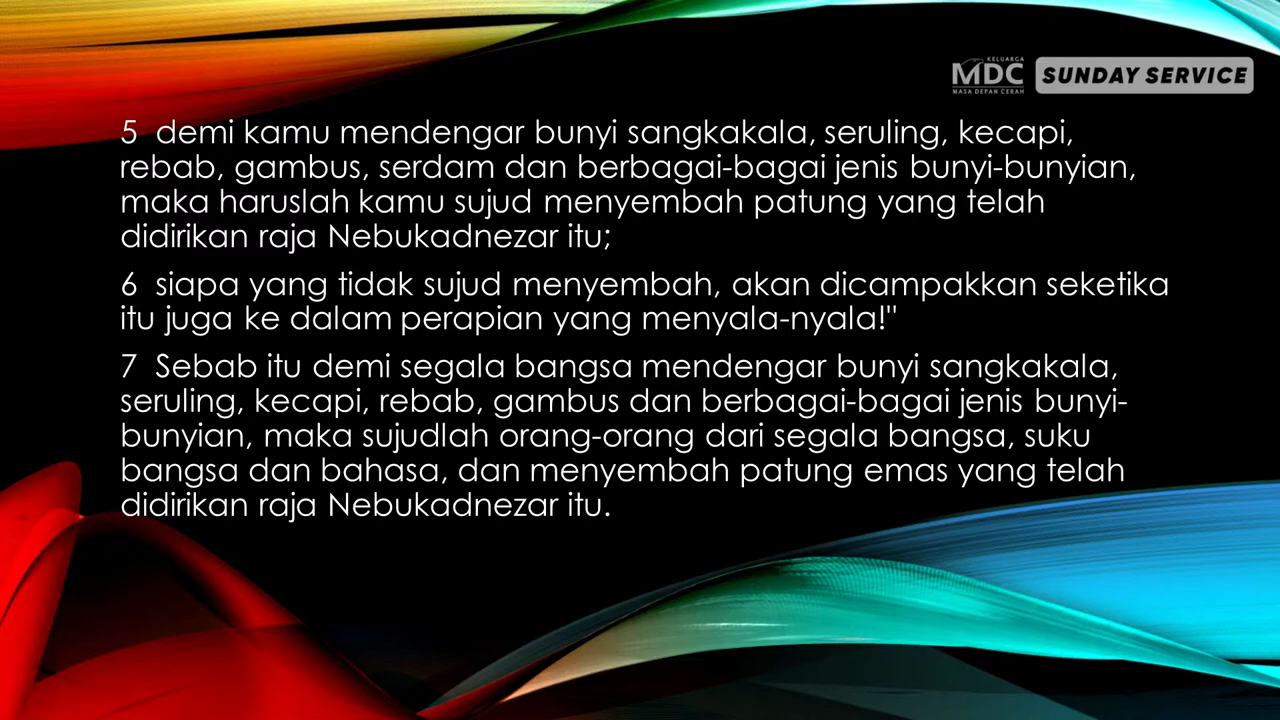 KELUARGA
MDC
MASA DEPAN CERAH
SUNDAY SERVICE
5  demi kamu mendengar bunyi sangkakala, seruling, kecapi,
rebab, gambus, serdam dan berbagai-bagai jenis bunyi-bunyian,
maka haruslah kamu sujud menyembah patung yang telah
didirikan raja Nebukadnezar itu;
6  siapa yang tidak sujud menyembah, akan dicampakkan seketika
itu juga ke dalam perapian yang menyala-nyala!"
7  Sebab itu demi segala bangsa mendengar bunyi sangkakala,
seruling, kecapi, rebab, gambus dan berbagai-bagai jenis bunyi-
bunyian, maka sujudlah orang-orang dari segala bangsa, suku
bangsa dan bahasa, dan menyembah patung emas yang telah
didirikan raja Nebukadnezar itu.